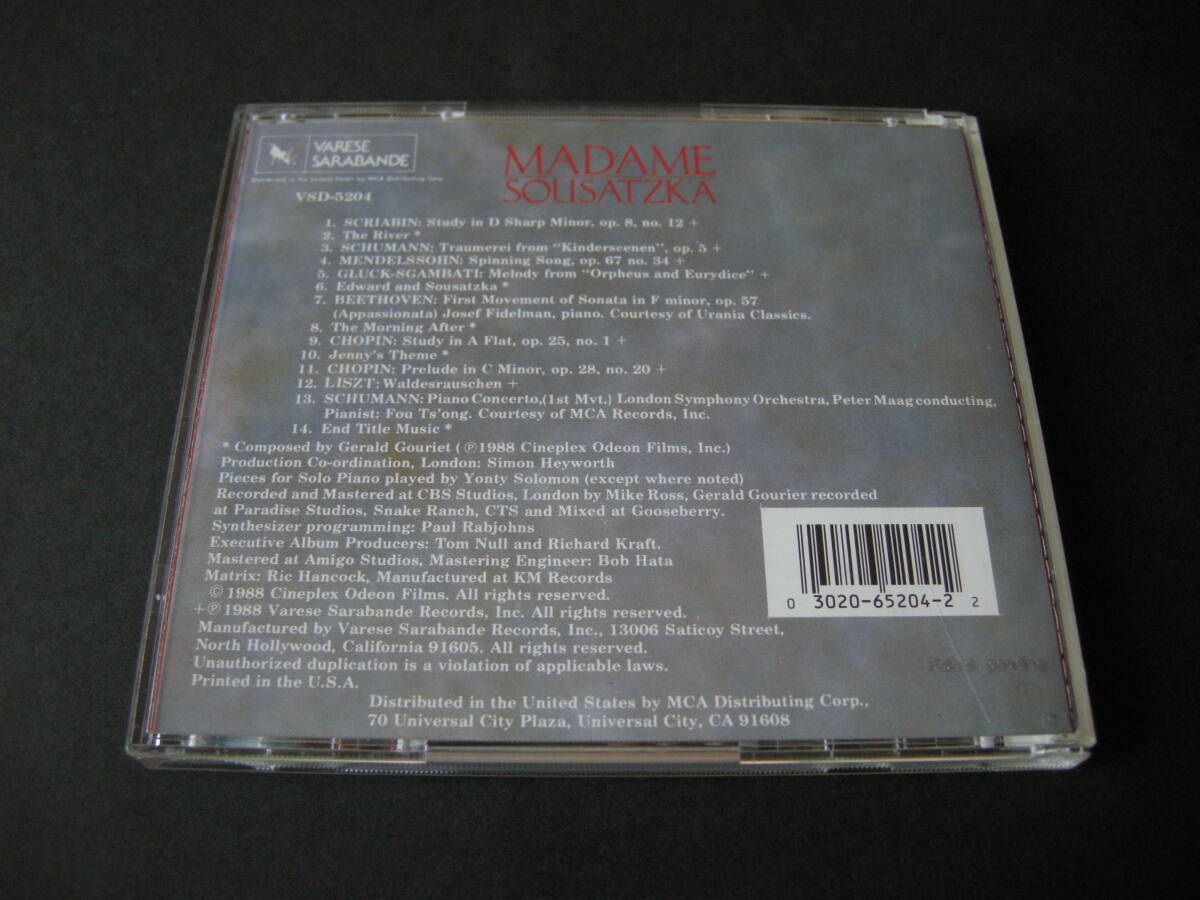 VARESE
SARABANDE
Distributed in the United States by MCA Distributing Corp.
VSD-5204
MADAME
SOUSATZKA
1. SCRIABIN: Study in D Sharp Minor, op. 8, no. 12 +
2. The River *
3. SCHUMANN: Traumerei from "Kinderscenen", op. 5 +
4. MENDELSSOHN: Spinning Song, op. 67 no. 34 +
5. GLUCK-SGAMBATI: Melody from "Orpheus and Eurydice" +
6. Edward and Sousatzka *
7. BEETHOVEN: First Movement of Sonata in F minor, op. 57
(Appassionata) Josef Fidelman, piano. Courtesy of Urania Classics.
8. The Morning After *
9. CHOPIN: Study in A Flat, op. 25, no. 1 +
10. Jenny's Theme *
11. CHOPIN: Prelude in C Minor, op. 28, no. 20 +
12. LISZT: Waldesrauschen +
13. SCHUMANN: Piano Concerto,(1st Mvt.) London Symphony Orchestra, Peter Maag conducting,
Pianist: Fou Ts'ong. Courtesy of MCA Records, Inc.
14. End Title Music *
* Composed by Gerald Gouriet (℗1988 Cineplex Odeon Films, Inc.)
Production Co-ordination, London: Simon Heyworth
Pieces for Solo Piano played by Yonty Solomon (except where noted)
Recorded and Mastered at CBS Studios, London by Mike Ross, Gerald Gourier recorded
at Paradise Studios, Snake Ranch, CTS and Mixed at Gooseberry.
Synthesizer programming: Paul Rabjohns
Executive Album Producers: Tom Null and Richard Kraft.
Mastered at Amigo Studios, Mastering Engineer: Bob Hata
Matrix: Ric Hancock, Manufactured at KM Records
©1988 Cineplex Odeon Films. All rights reserved.
+℗1988 Varese Sarabande Records, Inc. All rights reserved.
Manufactured by Varese Sarabande Records, Inc., 13006 Saticoy Street,
North Hollywood, California 91605. All rights reserved.
Unauthorized duplication is a violation of applicable laws.
Printed in the U.S.A.
Distributed in the United States by MCA Distributing Corp.,
70 Universal City Plaza, Universal City, CA 91608
0 3020-65204-2 2